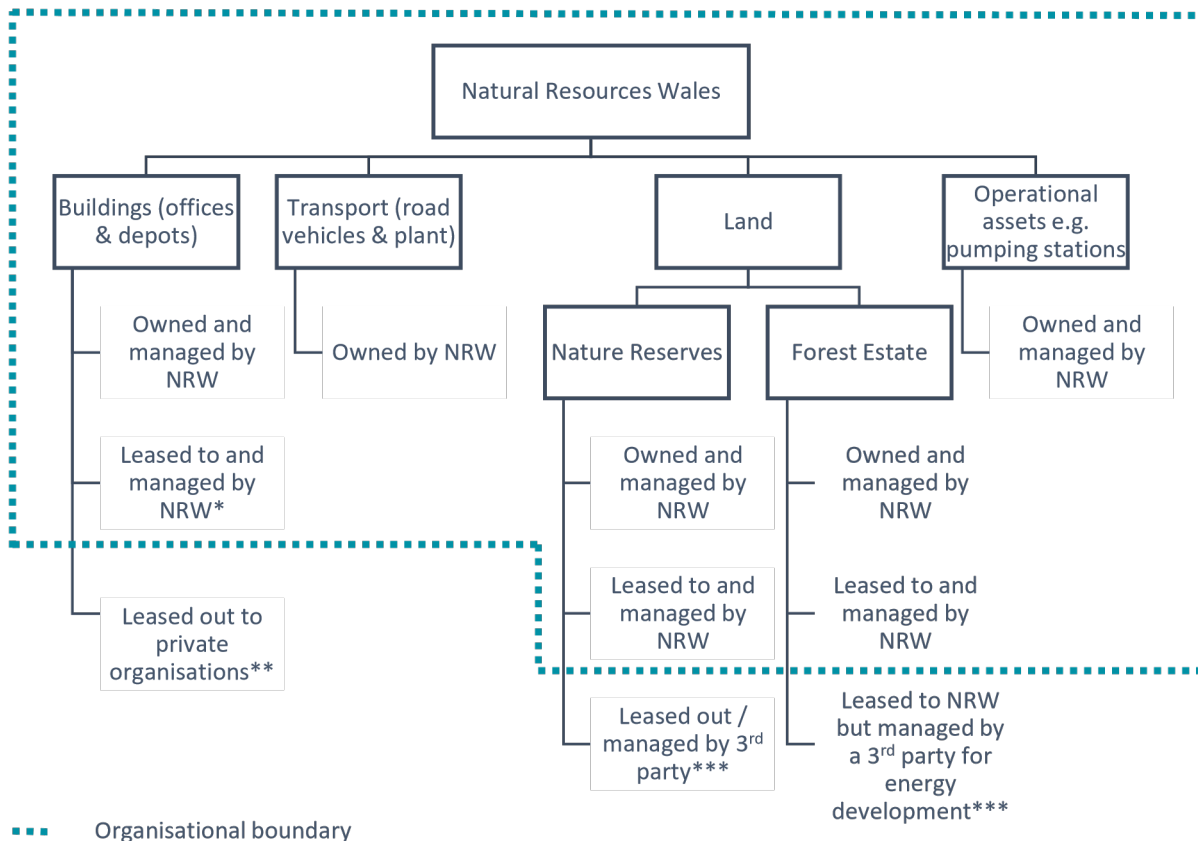 Natural Resources Wales
Buildings (offices
& depots)
Transport (road
vehicles & plant)
Land
Operational
assets e.g.
pumping stations
Owned and
managed by
NRW
Owned by NRW
Nature Reserves
Forest Estate
Owned and
managed by
NRW
Leased to and
managed by
NRW*
Owned and
managed by
NRW
Owned and
managed by
NRW
Leased out to
private
organisations**
Leased to and
managed by
NRW
Leased to and
managed by
NRW
Leased out /
managed by 3rd
party***
Leased to NRW
but managed by
a 3rd party for
energy
development***
Organisational boundary